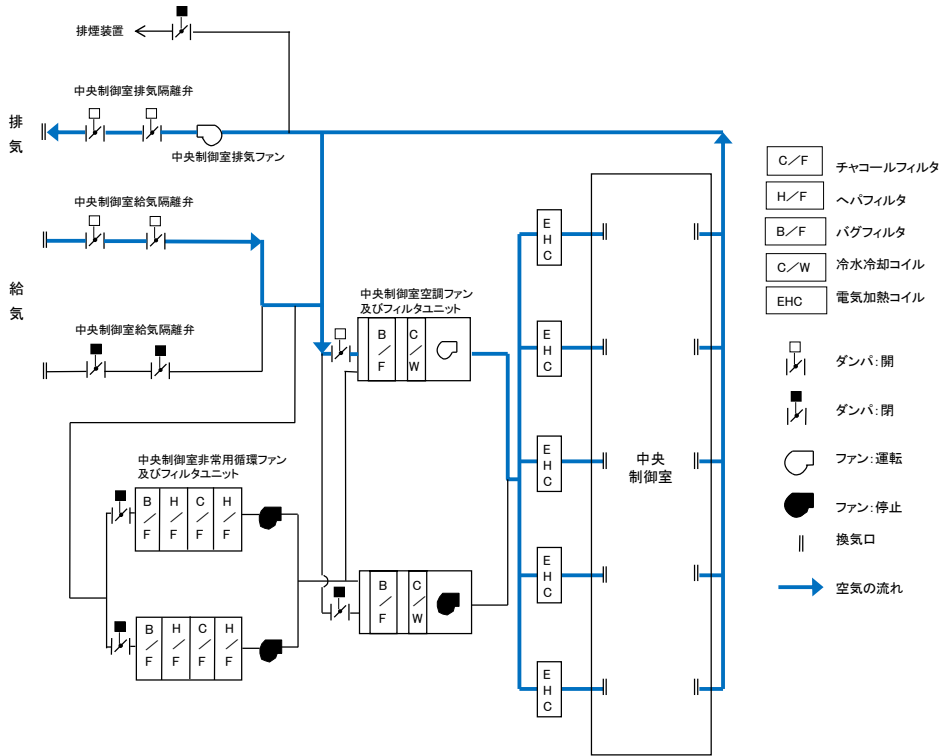 排煙装置
中央制御室排気隔離弁
排
気
中央制御室排気ファン
中央制御室給気隔離弁
給
気
中央制御室給気隔離弁
中央制御室空調ファン
及びフィルタユニット
B/F
C/W
中央制御室非常用循環ファン
及びフィルタユニット
B/F
H/F
C/F
H/F
B/F
H/F
C/F
H/F
B/F
C/W
EHC
EHC
EHC
EHC
EHC
中央
制御室
C/F
チャコールフィルタ
H/F
ヘパフィルタ
B/F
バグフィルタ
C/W
冷水冷却コイル
EHC
電気加熱コイル
ダンパ:開
ダンパ:閉
ファン:運転
ファン:停止
換気口
空気の流れ